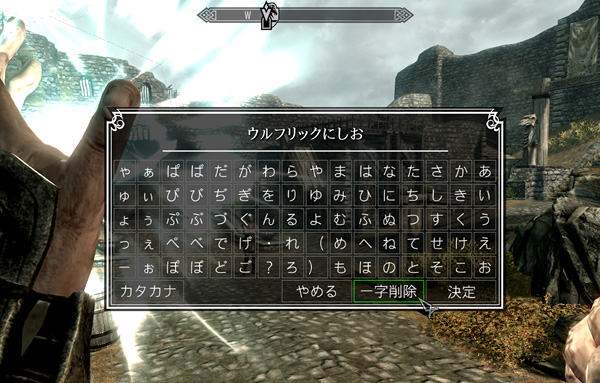 W
ウルフリックにしお
ゃ ぁ ぱ ば だ が わ ら や ま は な た さ か あ
ゅ ぃ ぴ び ぢ ぎ を り ゆ み ひ に ち し き い
ょ ぅ ぷ ぶ づ ぐ ん る よ む ふ ぬ つ す く う
っ ぇ ぺ べ で げ ・ れ ( め へ ね て せ け え
ー ぉ ぽ ぼ ど ご ? ろ ) も ほ の と そ こ お
カタカナ やめる 一字削除 決定